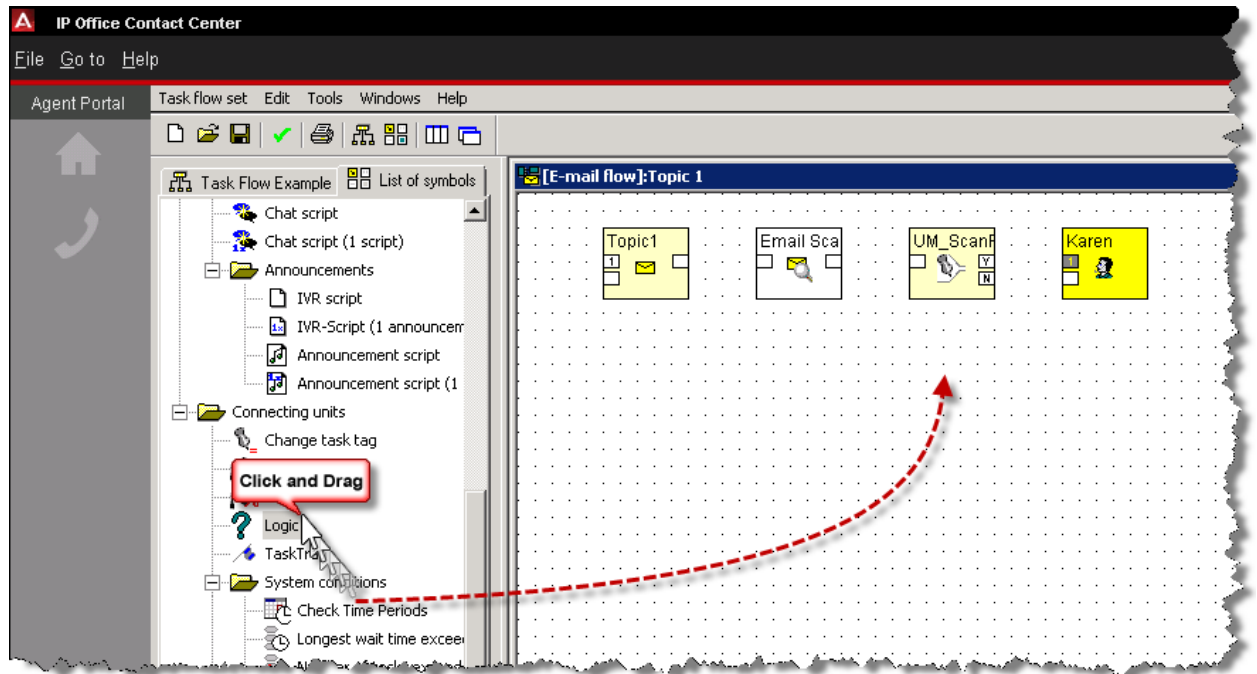 IP Office Contact Center
File Go to Help
Agent Portal
Task flow set Edit Tools Windows Help
Task Flow Example
List of symbols
[E-mail flow]:Topic 1
Chat script
Chat script (1 script)
Announcements
IVR script
IVR-Script (1 announcem
Announcement script
Announcement script (1
Connecting units
Change task tag
Click and Drag
Logic
TaskTra
System conditions
Check Time Periods
Longest wait time excee
Topic1
1
Email Sca
UM_ScanF
Y
N
Karen
1